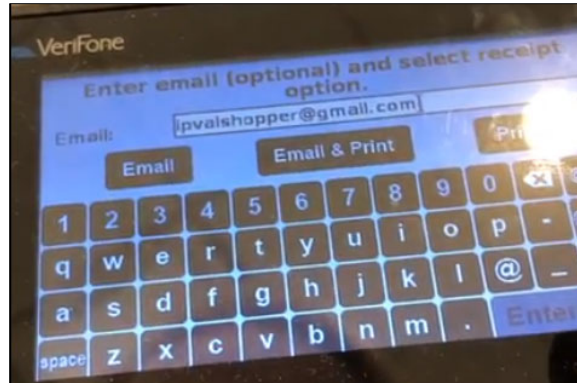 VeriFone
Enter email (optional) and select receipt
option.
Email: ipvalshopper@gmail.com
Email Email & Print
1 2 3 4 5 6 7 8 9 0
q w e r t y u i o p -
a s d f g h j k l @ _
space z x c v b n m . Enter